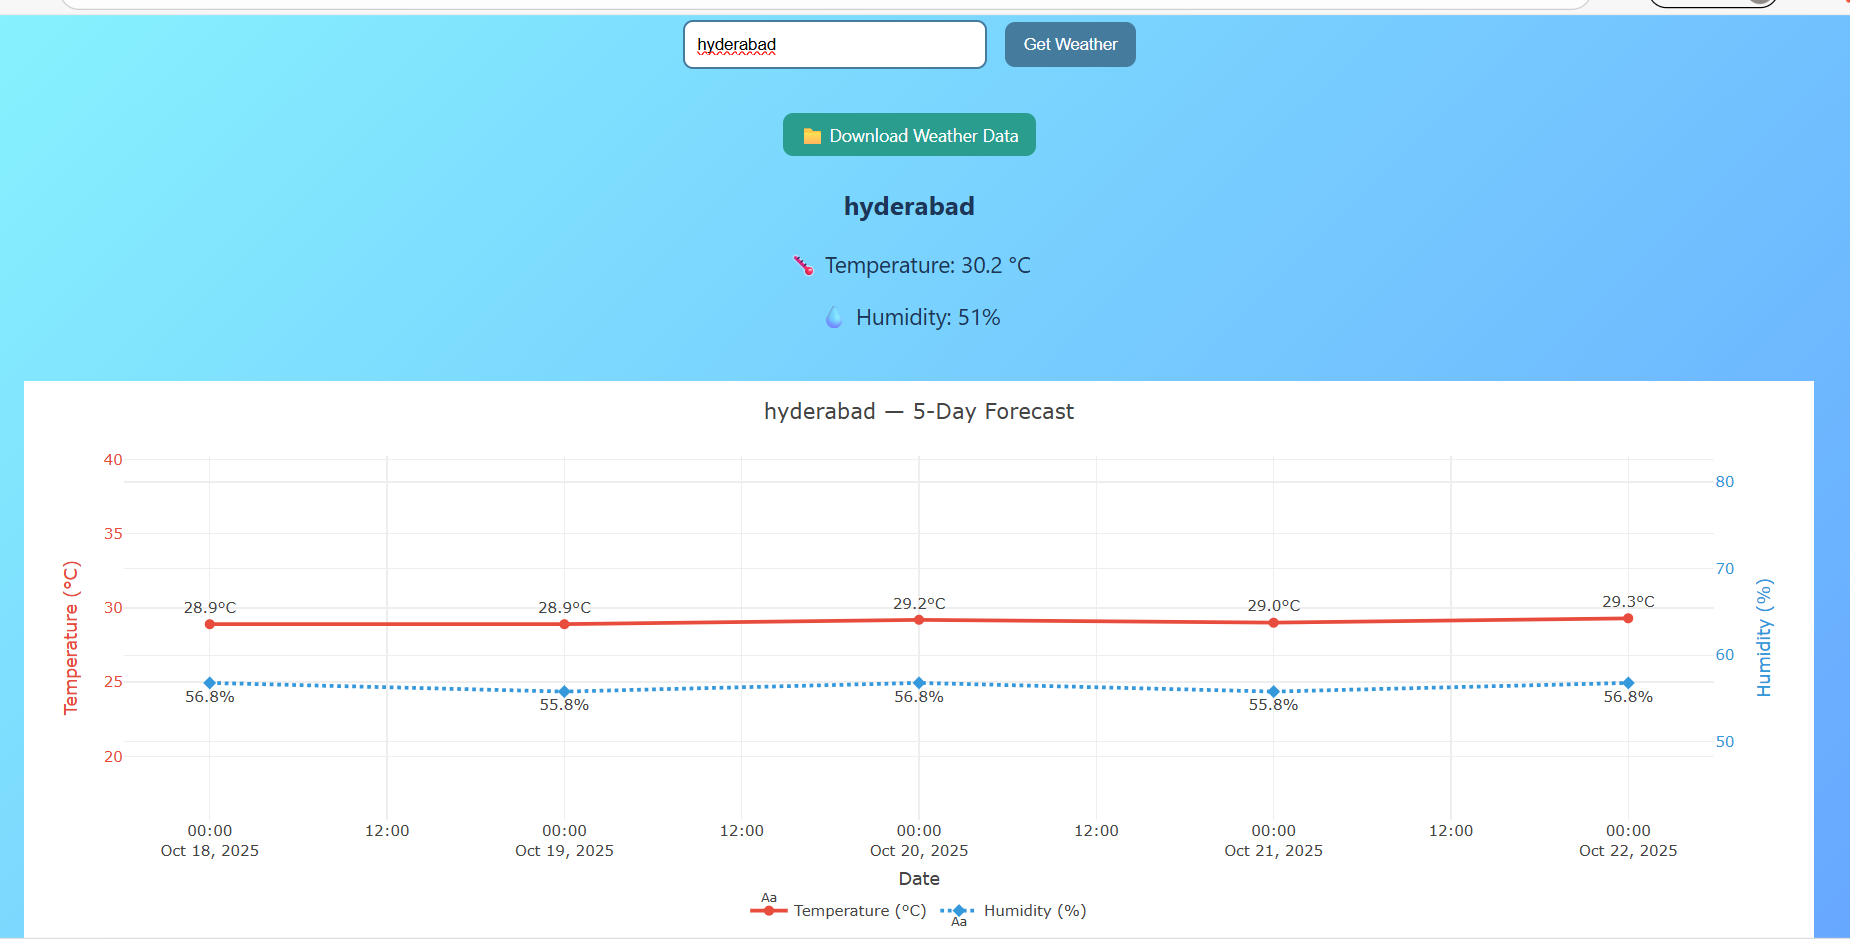 hyderabad
Get Weather
Download Weather Data
hyderabad
Temperature: 30.2 °C
Humidity: 51%
hyderabad — 5-Day Forecast
40
35
30
25
20
Temperature (°C)
80
70
60
50
Humidity (%)
28.9°C 28.9°C 29.2°C 29.0°C 29.3°C
56.8% 55.8% 56.8% 55.8% 56.8%
00:00 12:00 00:00 12:00 00:00 12:00 00:00 12:00 00:00
Oct 18, 2025 Oct 19, 2025 Oct 20, 2025 Oct 21, 2025 Oct 22, 2025
Date
Aa Temperature (°C) Aa Humidity (%)